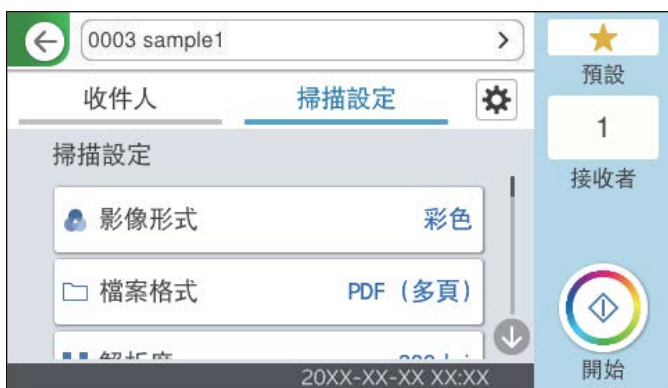 0003 sample1
預設
收件人
掃描設定
1
接收者
掃描設定
影像形式
彩色
檔案格式
PDF (多頁)
開始
20XX-XX-XX XX:XX